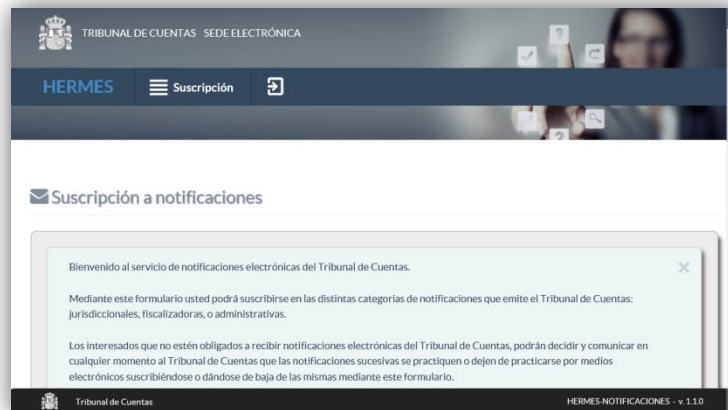 TRIBUNAL DE CUENTAS SEDE ELECTRÓNICA
HERMES Suscripción
Suscripción a notificaciones
Bienvenido al servicio de notificaciones electrónicas del Tribunal de Cuentas.
Mediante este formulario usted podrá suscribirse en las distintas categorías de notificaciones que emite el Tribunal de Cuentas:
jurisdiccionales, fiscalizadoras, o administrativas.
Los interesados que no estén obligados a recibir notificaciones electrónicas del Tribunal de Cuentas, podrán decidir y comunicar en
cualquier momento al Tribunal de Cuentas que las notificaciones sucesivas se practiquen o dejen de practicarse por medios
electrónicos suscribiéndose o dándose de baja de las mismas mediante este formulario.
Tribunal de Cuentas HERMES-NOTIFICACIONES - v. 1.1.0